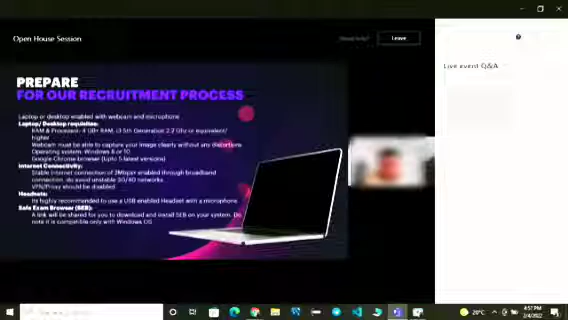 Open House Session
Need help?
Leave
Live event Q&A
PREPARE
FOR OUR RECRUITMENT PROCESS
Laptop or desktop enabled with webcam and microphone
Laptop/ Desktop requisites:
RAM & Processor: 4 GB+ RAM, i3 5th Generation 2.2 Ghz or equivalent/
higher
Webcam must be able to capture your image clearly without any distortions
Operating system: Windows 8 or 10
Google Chrome browser (Upto 5 latest versions)
Internet Connectivity:
Stable internet connection of 2Mbps+ enabled through broadband
connection, do avoid unstable 3G/4G networks.
VPN/Proxy should be disabled
Headsets:
Its highly recommended to use a USB enabled Headset with a microphone
Safe Exam Browser (SEB):
A link will be shared for you to download and install SEB on your system. Do
note it is compatible only with Windows OS
20°C
4:57 PM
2/4/2022